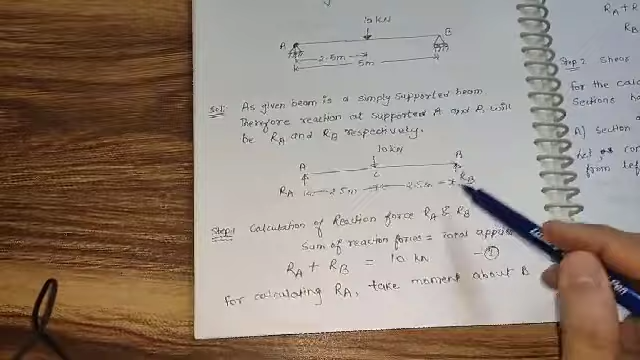 10kN
A B
2.5m
5m
Sol: As given beam is a simply supported beam
Therefore reaction at supported A and B, will
be RA and RB respectively.
10kN
A B
C
RA 2.5m 2.5m RB
Step-1 Calculation of Reaction force RA & RB
Sum of reaction forces = total
RA + RB = 10 kN - ①
For calculating RA, take moment about B
RA + R
RB
Step 2 Shear
for the calc
Sections ha
A) Section
from left